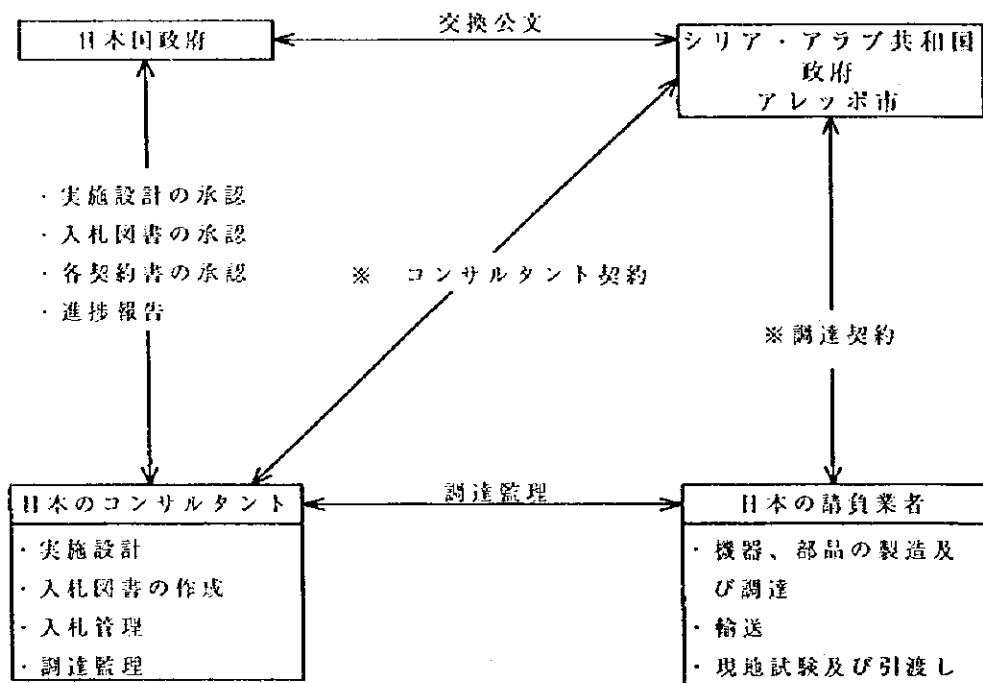 交換公文
日本国政府
シリア・アラブ共和国
政府
アレッポ市
・実施設計の承認
・入札図書の承認
・各契約書の承認
・進捗報告
※ コンサルタント契約
※調達契約
日本のコンサルタント
調達監理
日本の請負業者
・実施設計
・入札図書の作成
・入札管理
・調達監理
・機器、部品の製造及
び調達
・輸送
・現地試験及び引渡し